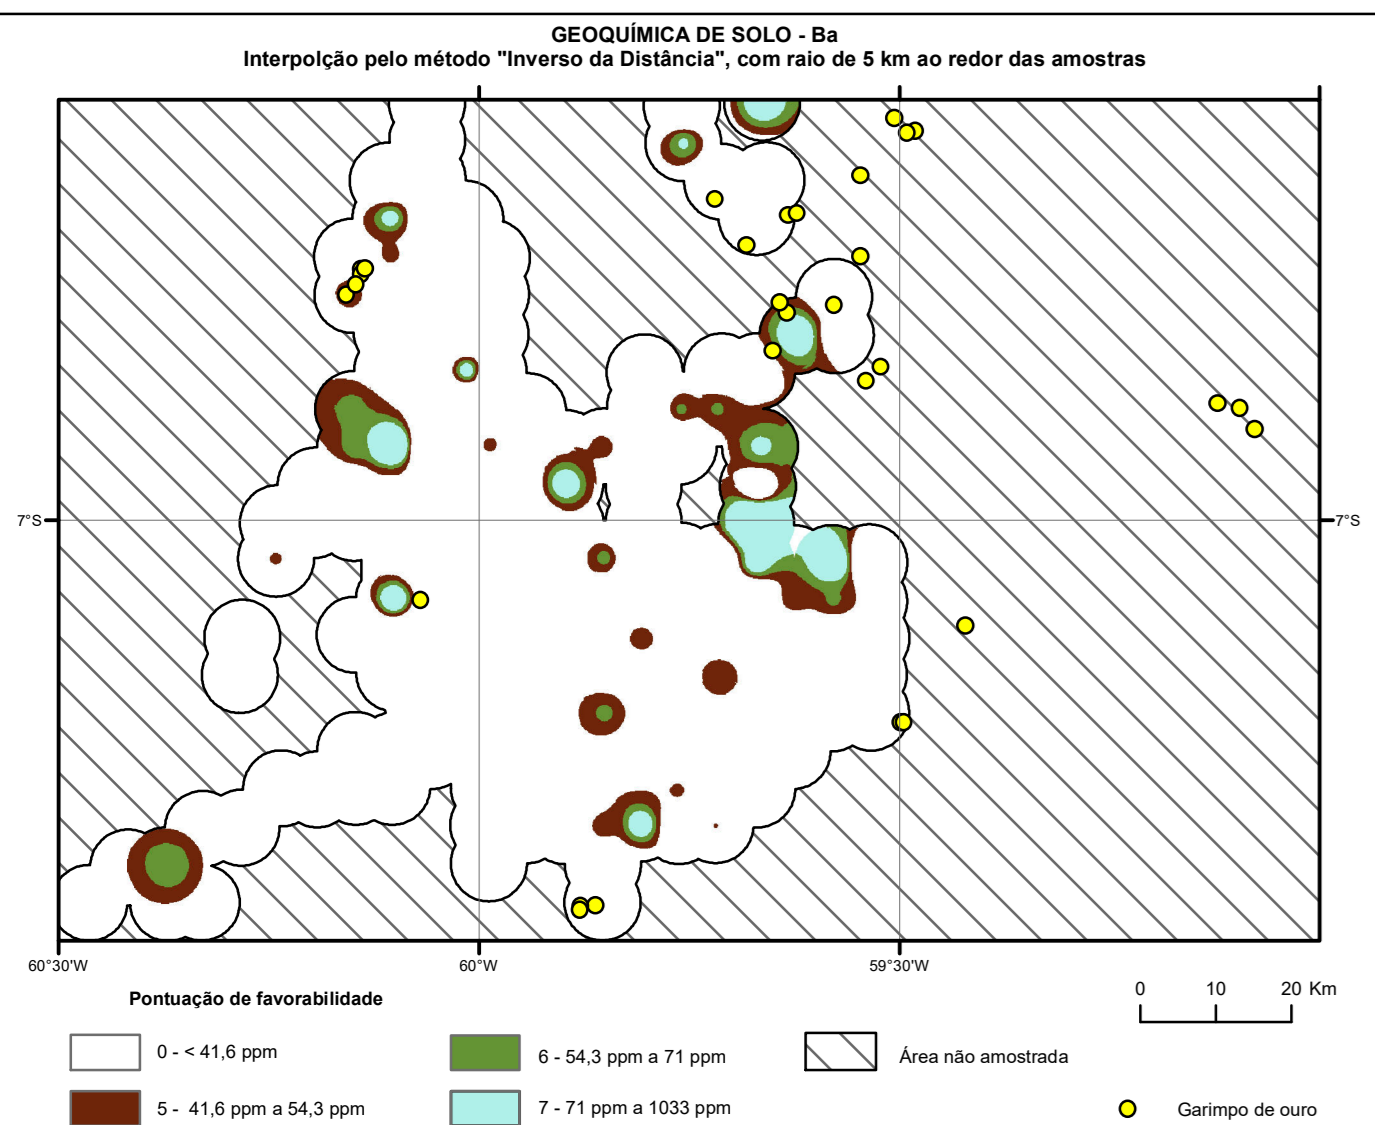 GEOQUÍMICA DE SOLO - Ba
Interpolção pelo método "Inverso da Distância", com raio de 5 km ao redor das amostras
7°S
7°S
60°30'W
60°W
59°30'W
Pontuação de favorabilidade
0 10 20 Km
0 - < 41,6 ppm
6 - 54,3 ppm a 71 ppm
Área não amostrada
5 - 41,6 ppm a 54,3 ppm
7 - 71 ppm a 1033 ppm
Garimpo de ouro